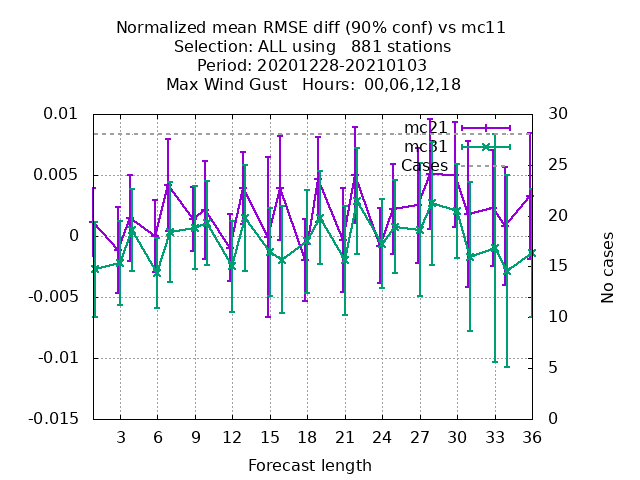 Normalized mean RMSE diff (90% conf) vs mc11
Selection: ALL using   881 stations
Period: 20201228-20210103
Max Wind Gust   Hours: 00,06,12,18
0.01
0.005
0
-0.005
-0.01
-0.015
30
25
20
15
10
5
0
mc21
mc31
Cases
No cases
3 6 9 12 15 18 21 24 27 30 33 36
Forecast length